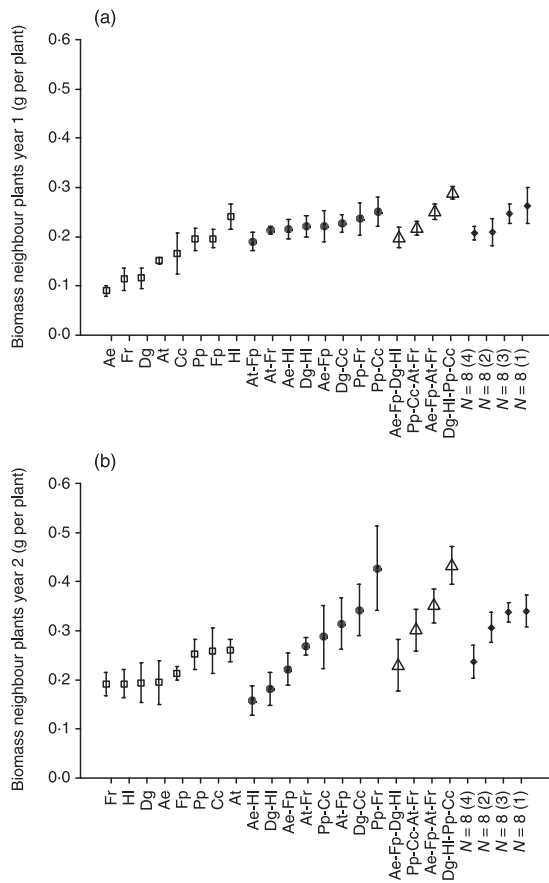 (a)
Biomass neighbour plants year 1 (g per plant)
0·6
0·5
0·4
0·3
0·2
0·1
0·0
Ae
Fr
Dg
At
Cc
Pp
Fp
Hl
At-Fp
At-Fr
Ae-Hl
Dg-Hl
Ae-Fp
Dg-Cc
Pp-Fr
Pp-Cc
Ae-Fp-Dg-Hl
Pp-Cc-At-Fr
Ae-Fp-At-Fr
Dg-Hl-Pp-Cc
N = 8 (4)
N = 8 (2)
N = 8 (3)
N = 8 (1)
(b)
Biomass neighbour plants year 2 (g per plant)
0·6
0·5
0·4
0·3
0·2
0·1
0·0
Fr
Hl
Dg
Ae
Fp
Pp
Cc
At
Ae-Hl
Dg-Hl
Ae-Fp
At-Fr
Pp-Cc
At-Fp
Dg-Cc
Pp-Fr
Ae-Fp-Dg-Hl
Pp-Cc-At-Fr
Ae-Fp-At-Fr
Dg-Hl-Pp-Cc
N = 8 (4)
N = 8 (2)
N = 8 (3)
N = 8 (1)